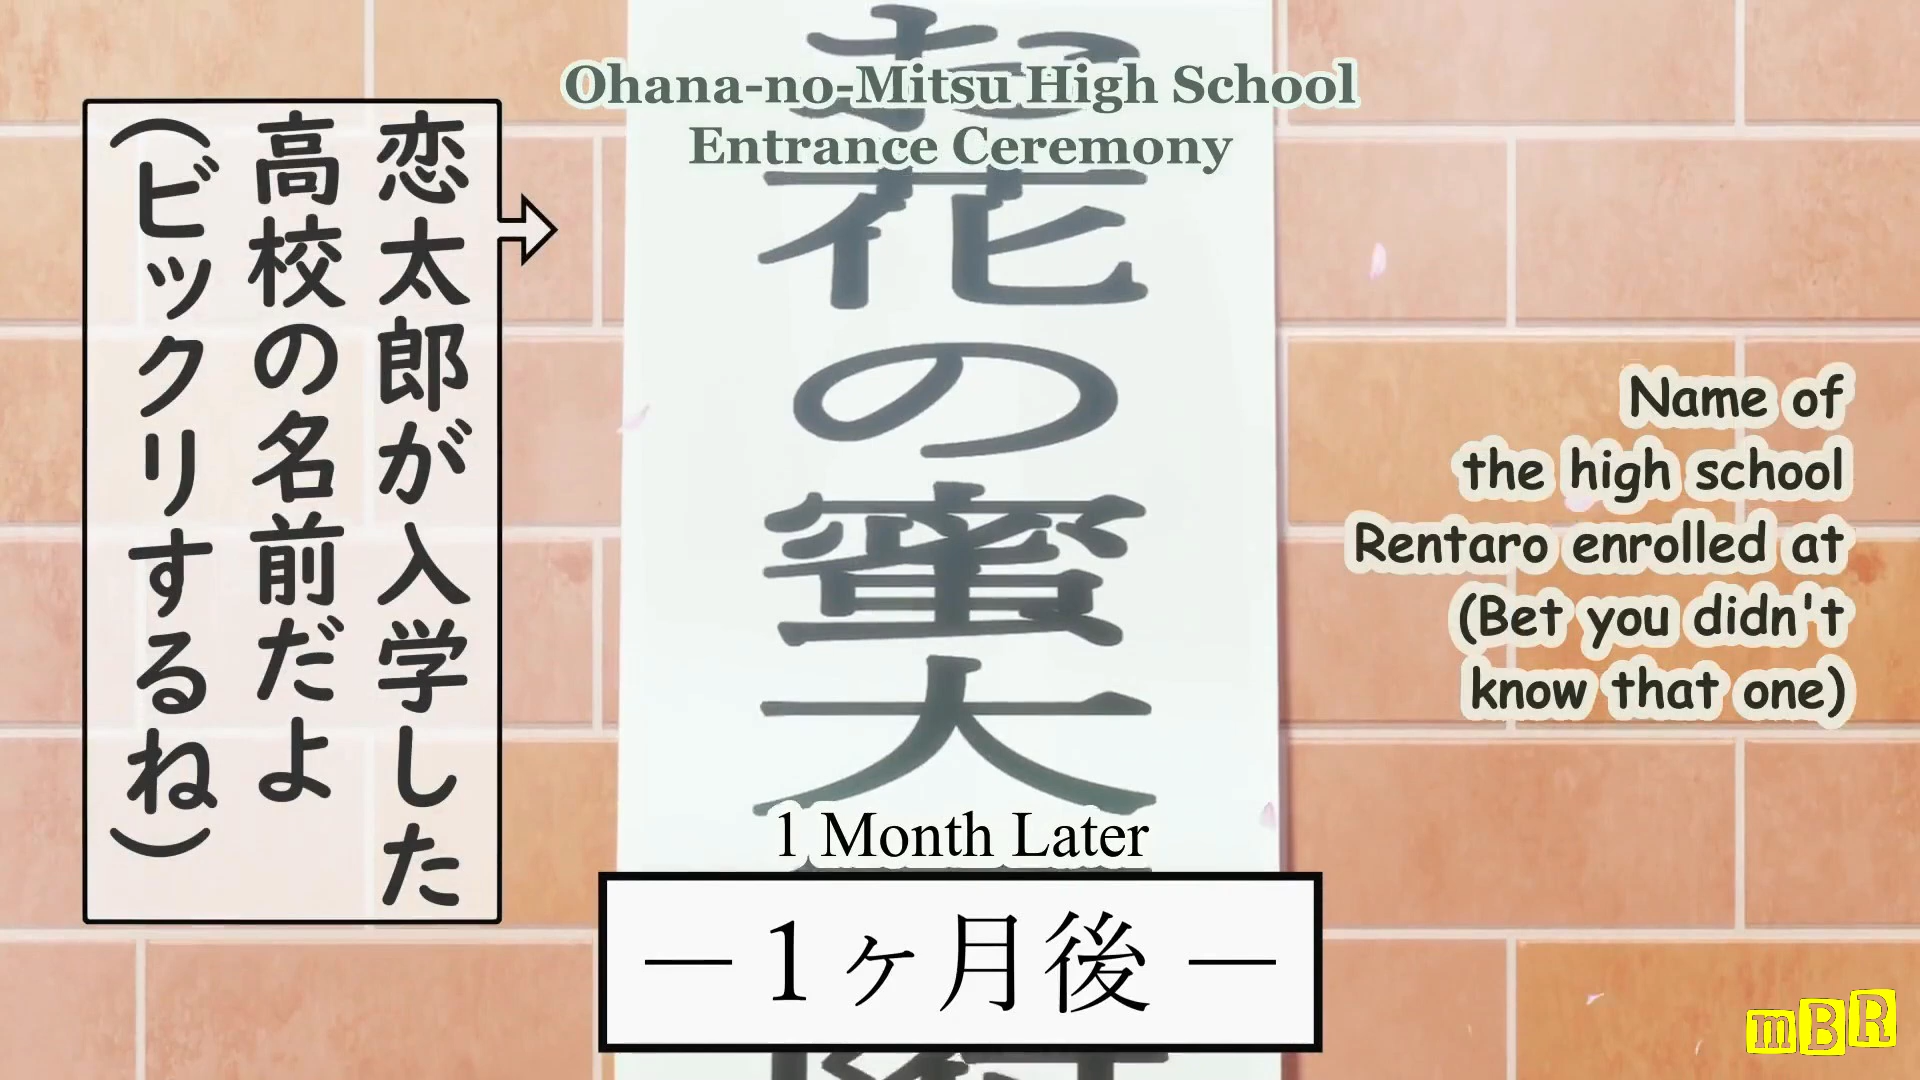 Ohana-no-Mitsu High School
Entrance Ceremony
お花の蜜大
恋太郎が入学した
高校の名前だよ
(ビックリするね)
Name of
the high school
Rentaro enrolled at
(Bet you didn't
know that one)
1 Month Later
― 1ヶ月後 ―
mBR